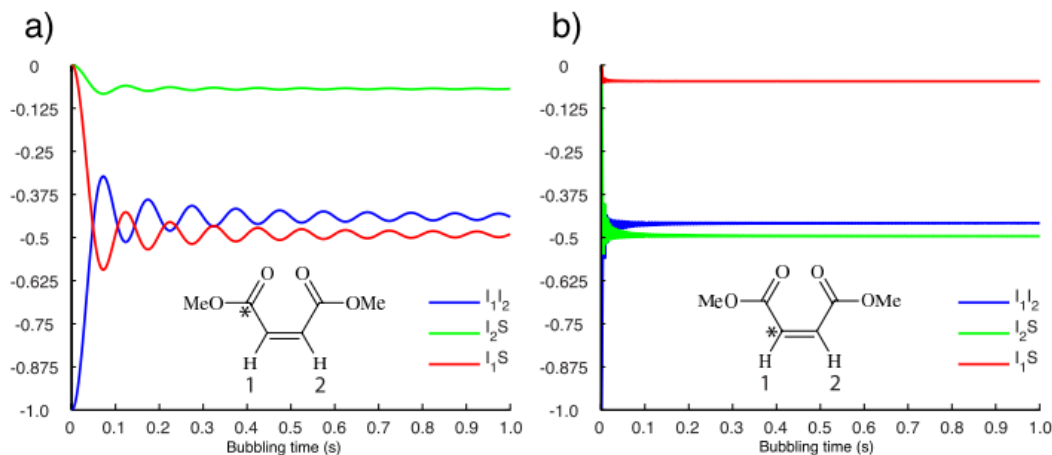 a)
0
-0.125
-0.25
-0.375
-0.5
-0.625
-0.75
-0.875
-1.0
0 0.1 0.2 0.3 0.4 0.5 0.6 0.7 0.8 0.9 1.0
Bubbling time (s)
O O
MeO OMe
*
H H
1 2
I₁I₂
I₂S
I₁S
b)
0
-0.125
-0.25
-0.375
-0.5
-0.625
-0.75
-0.875
-1.0
0 0.1 0.2 0.3 0.4 0.5 0.6 0.7 0.8 0.9 1.0
Bubbling time (s)
O O
MeO OMe
*
H H
1 2
I₁I₂
I₂S
I₁S